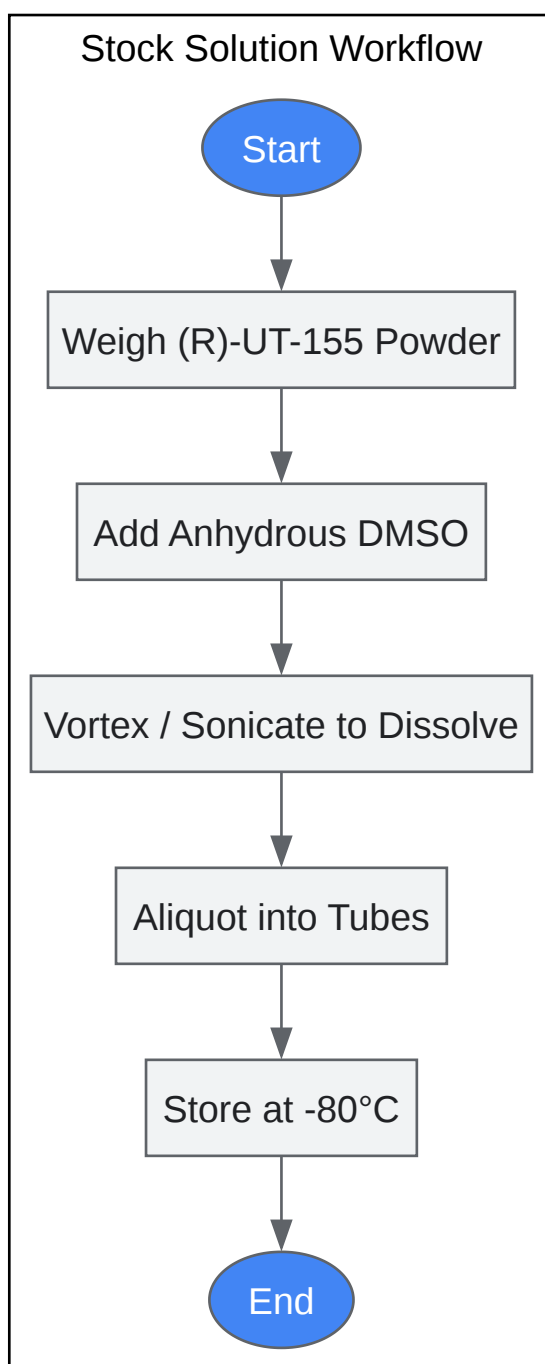 Stock Solution Workflow
Start
Weigh (R)-UT-155 Powder
Add Anhydrous DMSO
Vortex / Sonicate to Dissolve
Aliquot into Tubes
Store at -80°C
End